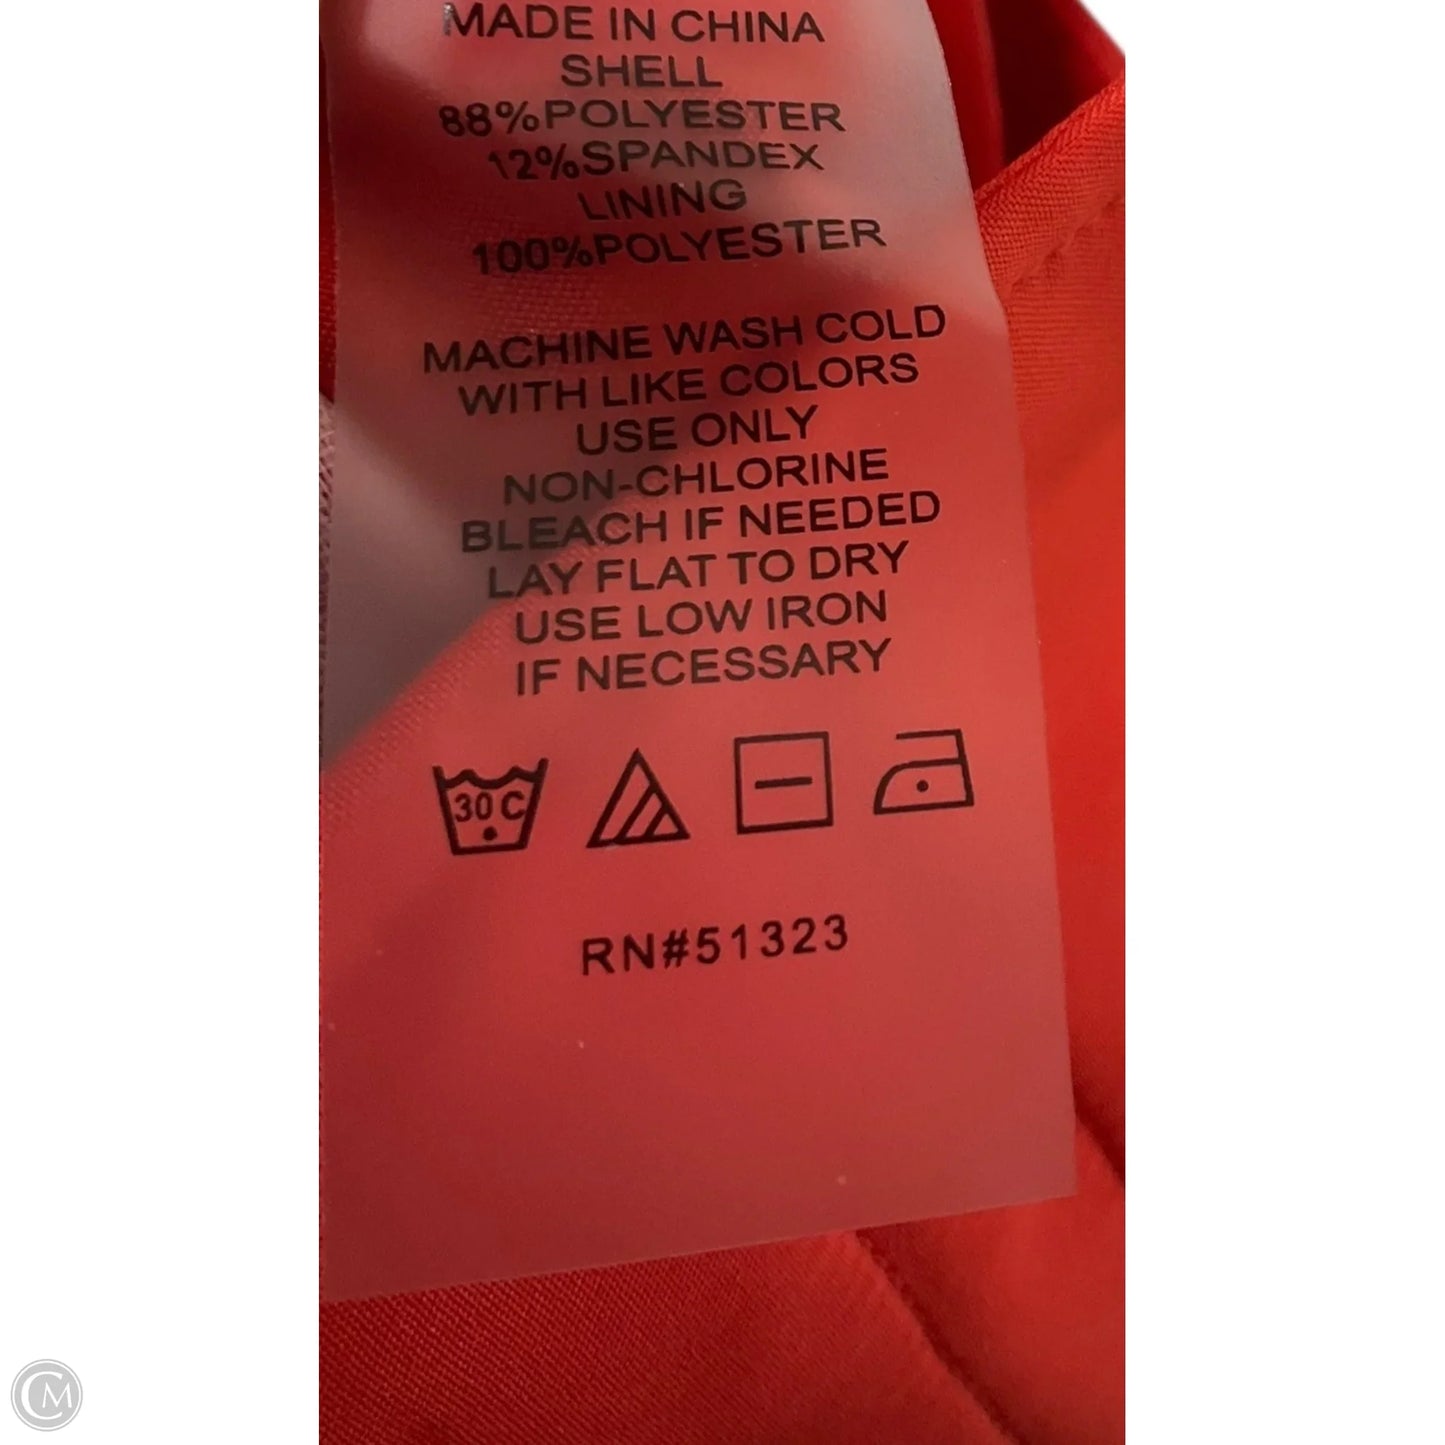 MADE IN CHINA
SHELL
88%POLYESTER
12%SPANDEX
LINING
100%POLYESTER
MACHINE WASH COLD
WITH LIKE COLORS
USE ONLY
NON-CHLORINE
BLEACH IF NEEDED
LAY FLAT TO DRY
USE LOW IRON
IF NECESSARY
30 C
RN#51323
CM